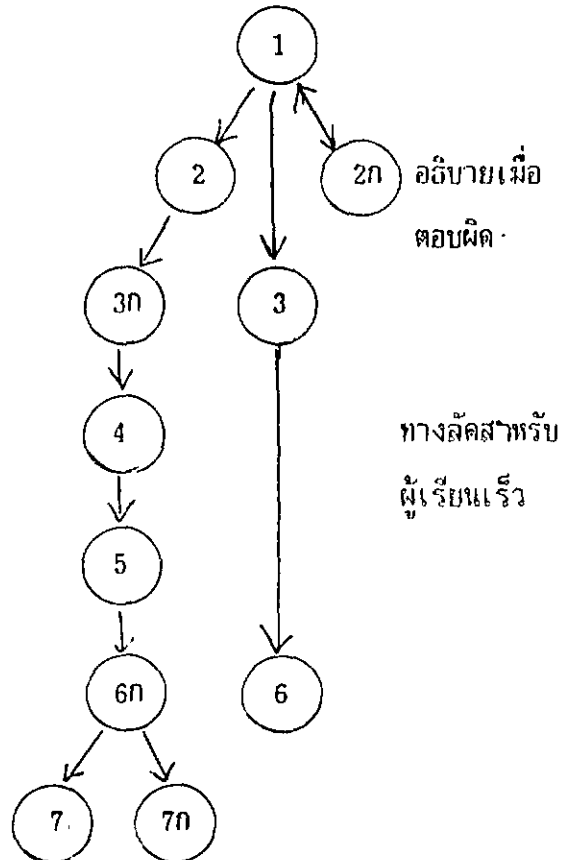 1
2
2ก
อธิบายเมื่อ
ตอบผิด
3ก
3
4
ทางลัดสำหรับ
ผู้เรียนเร็ว
5
6ก
6
7
7ก